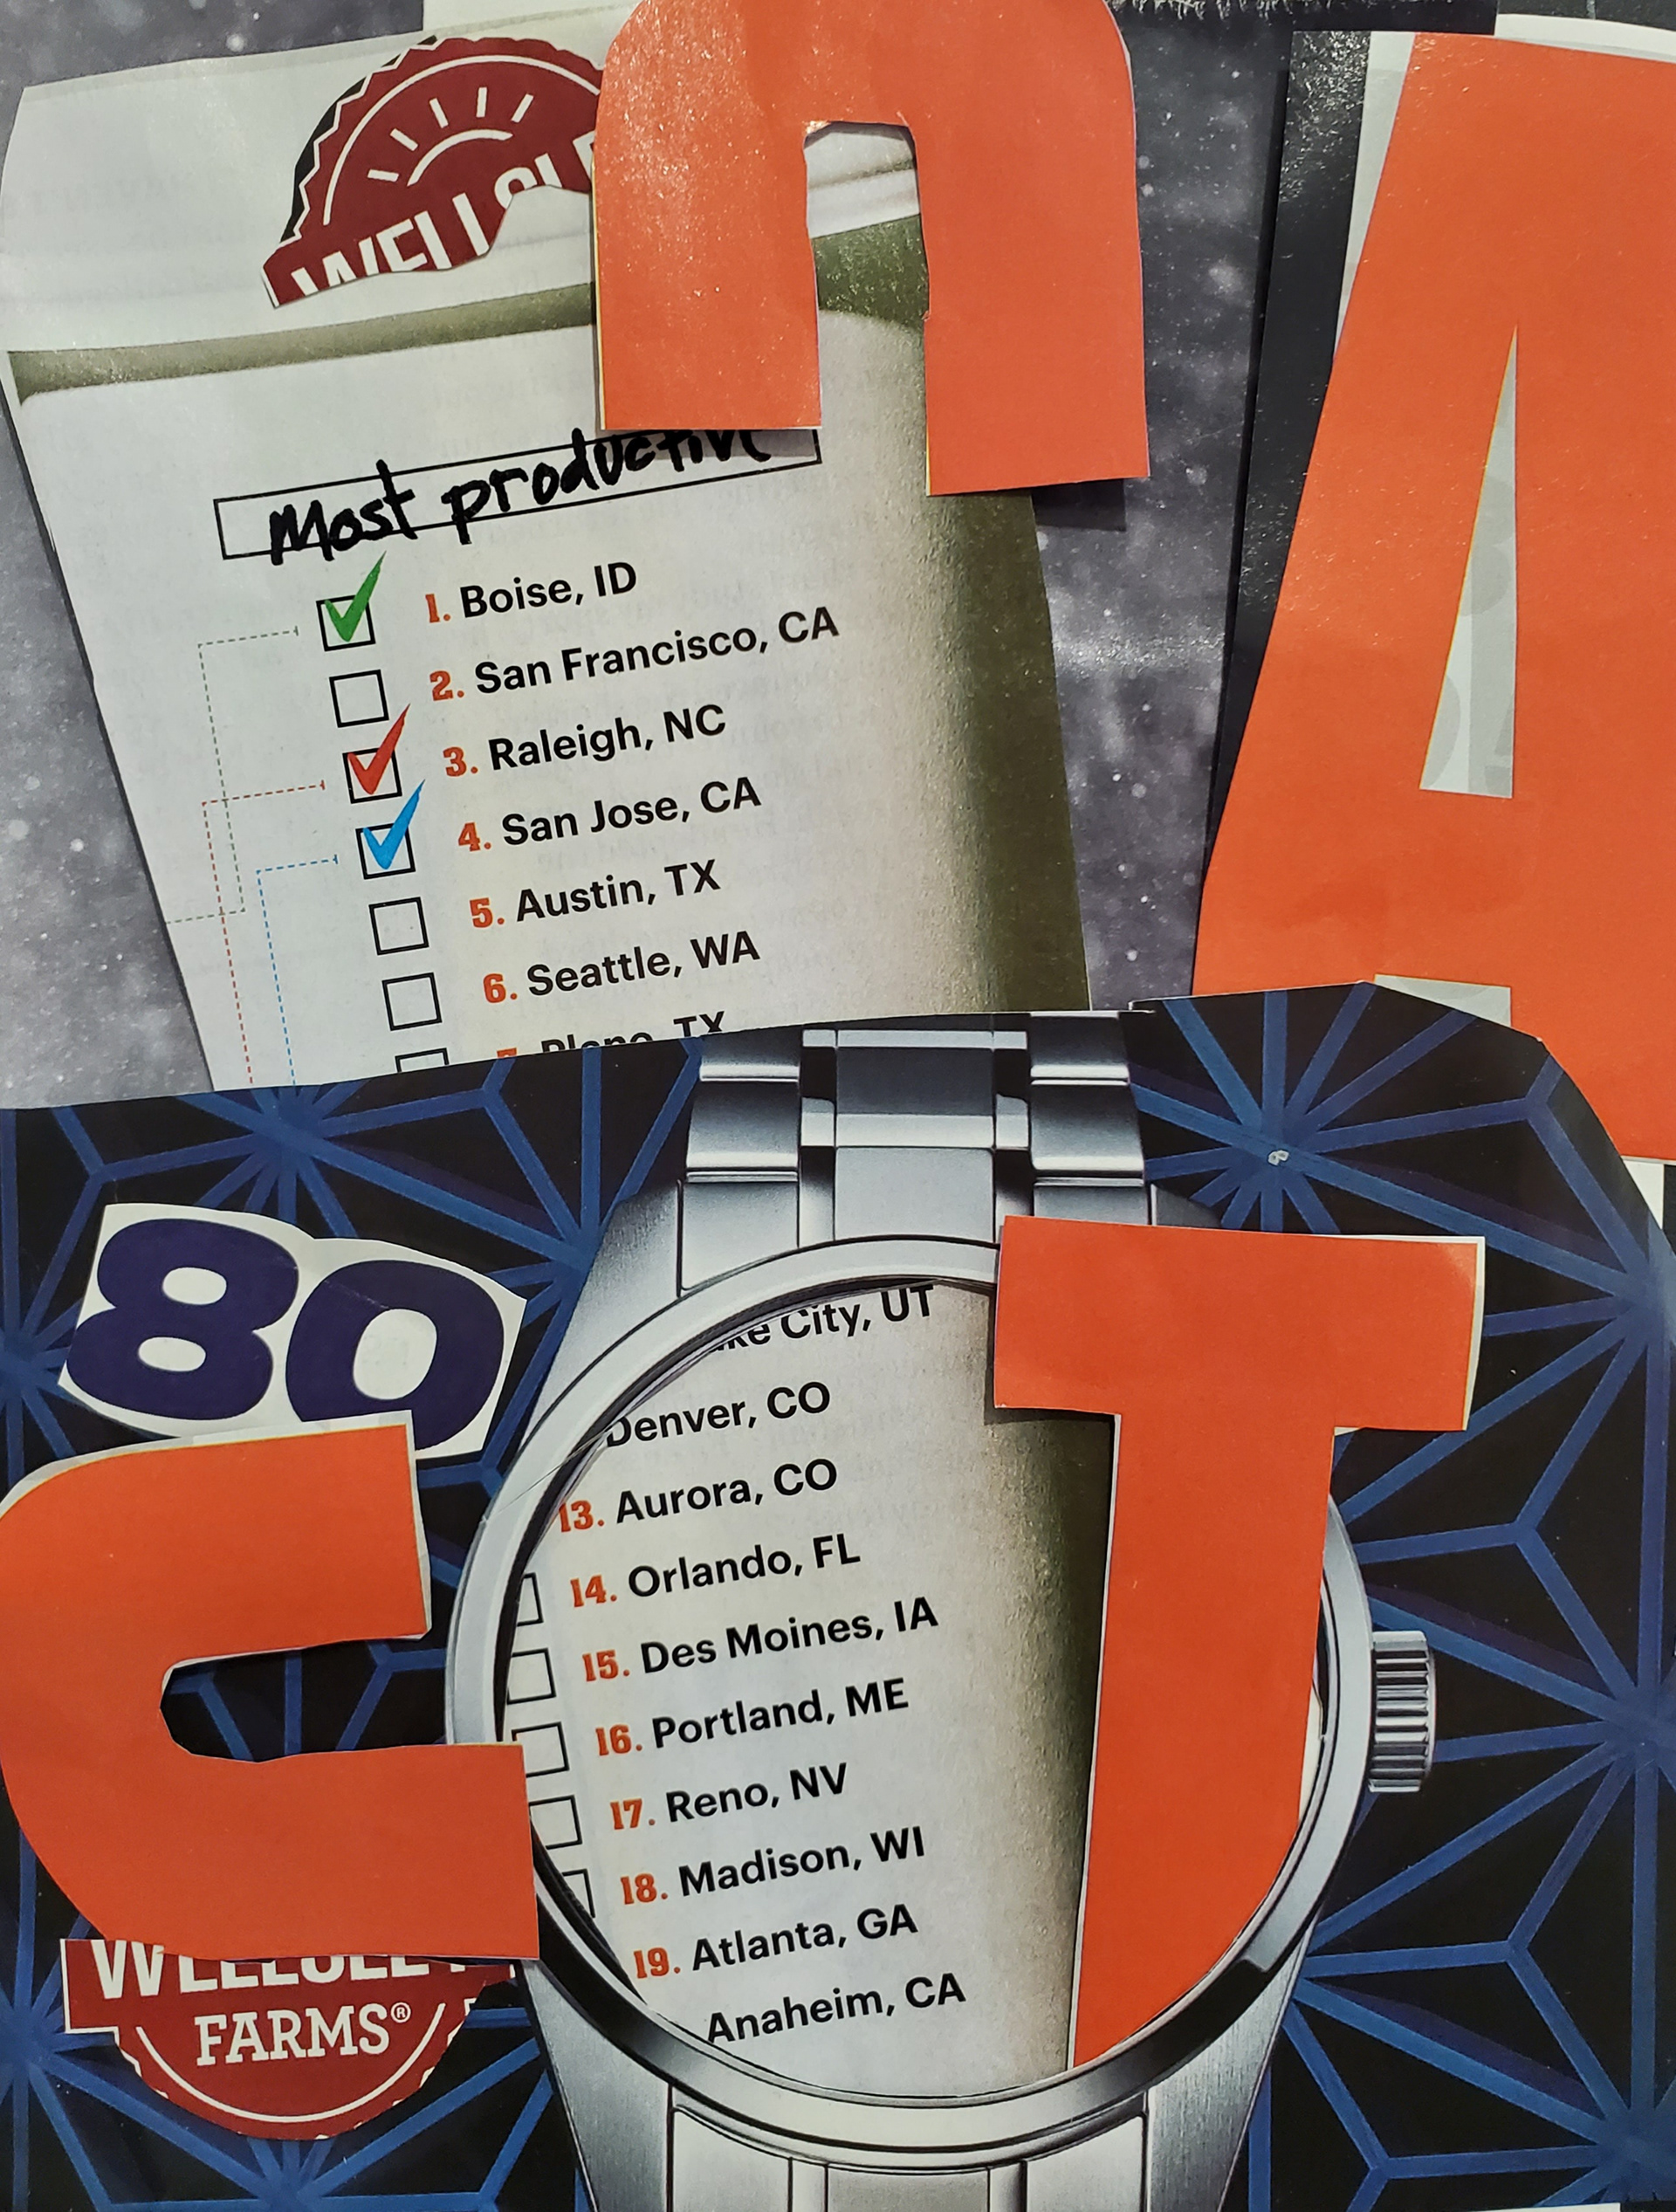 Most productive
1. Boise, ID
2. San Francisco, CA
3. Raleigh, NC
4. San Jose, CA
5. Austin, TX
6. Seattle, WA
Plano, TX
A
80
City, UT
Denver, CO
13. Aurora, CO
14. Orlando, FL
15. Des Moines, IA
16. Portland, ME
17. Reno, NV
18. Madison, WI
19. Atlanta, GA
Anaheim, CA
T
FARMS®